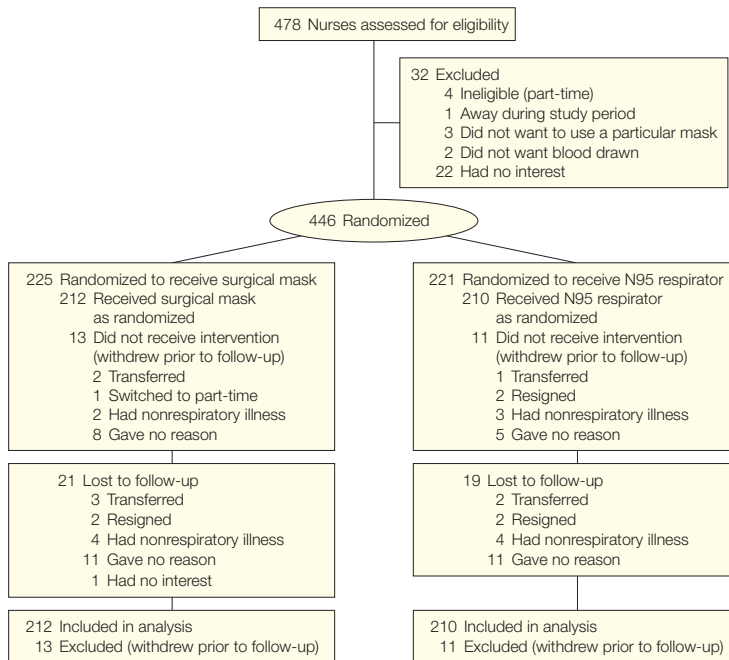 478 Nurses assessed for eligibility
32 Excluded
4 Ineligible (part-time)
1 Away during study period
3 Did not want to use a particular mask
2 Did not want blood drawn
22 Had no interest
446 Randomized
225 Randomized to receive surgical mask
212 Received surgical mask
as randomized
13 Did not receive intervention
(withdrew prior to follow-up)
2 Transferred
1 Switched to part-time
2 Had nonrespiratory illness
8 Gave no reason
221 Randomized to receive N95 respirator
210 Received N95 respirator
as randomized
11 Did not receive intervention
(withdrew prior to follow-up)
1 Transferred
2 Resigned
3 Had nonrespiratory illness
5 Gave no reason
21 Lost to follow-up
3 Transferred
2 Resigned
4 Had nonrespiratory illness
11 Gave no reason
1 Had no interest
19 Lost to follow-up
2 Transferred
2 Resigned
4 Had nonrespiratory illness
11 Gave no reason
212 Included in analysis
13 Excluded (withdrew prior to follow-up)
210 Included in analysis
11 Excluded (withdrew prior to follow-up)